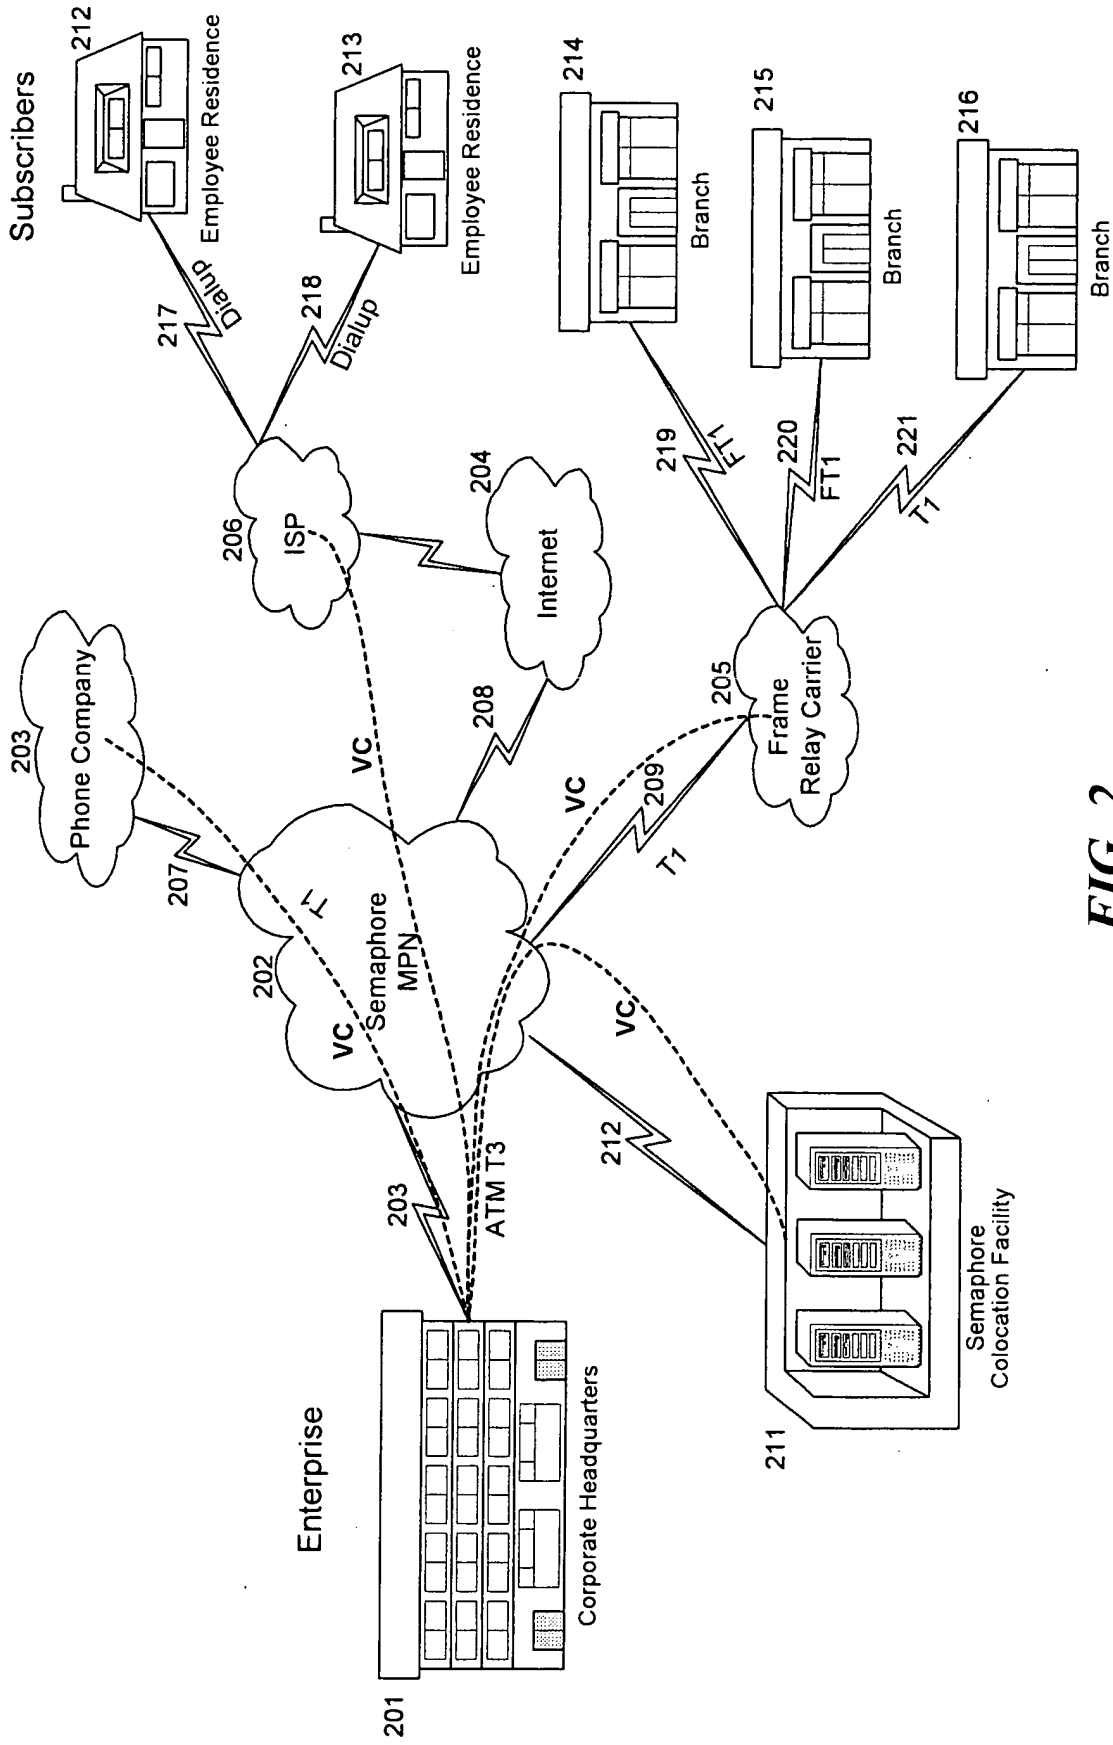 Subscribers
212
Employee Residence
213
Employee Residence
217
Dialup
218
Dialup
214
Branch
215
Branch
216
Branch
219
FT1
220
FT1
221
T1
206
ISP
204
Internet
203
Phone Company
207
T1
VC
208
205
Frame
Relay Carrier
VC
209
T1
202
Semaphore
MPN
VC
VC
203
ATM T3
212
Enterprise
201
Corporate Headquarters
211
Semaphore
Colocation Facility
FIG. 2